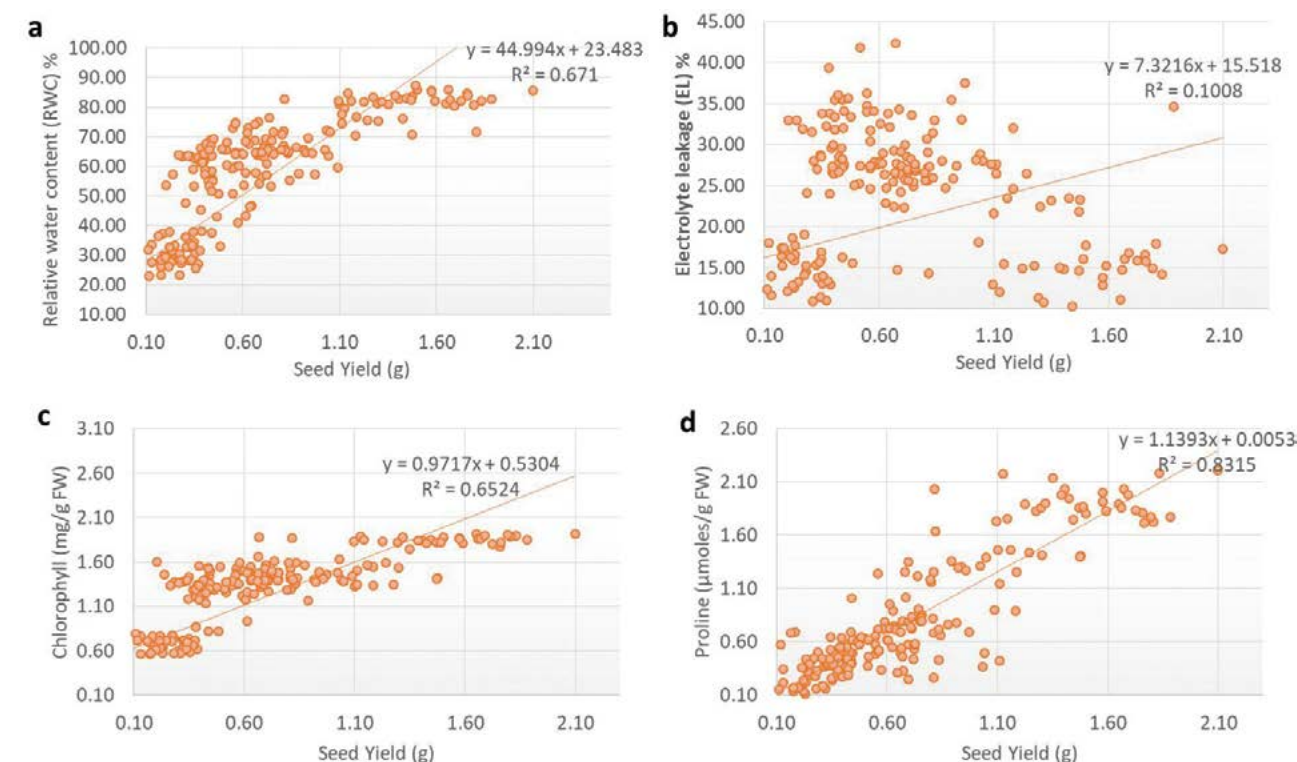 a
y = 44.994x + 23.483
R² = 0.671
Relative water content (RWC) %
100.00
90.00
80.00
70.00
60.00
50.00
40.00
30.00
20.00
10.00
0.10 0.60 1.10 1.60 2.10
Seed Yield (g)
b
y = 7.3216x + 15.518
R² = 0.1008
Electrolyte leakage (EL) %
45.00
40.00
35.00
30.00
25.00
20.00
15.00
10.00
0.10 0.60 1.10 1.60 2.10
Seed Yield (g)
c
y = 0.9717x + 0.5304
R² = 0.6524
Chlorophyll (mg/g FW)
3.10
2.60
2.10
1.60
1.10
0.60
0.10
0.10 0.60 1.10 1.60 2.10
Seed Yield (g)
d
y = 1.1393x + 0.0053
R² = 0.8315
Proline (µmoles/g FW)
2.60
2.10
1.60
1.10
0.60
0.10
0.10 0.60 1.10 1.60 2.10
Seed Yield (g)